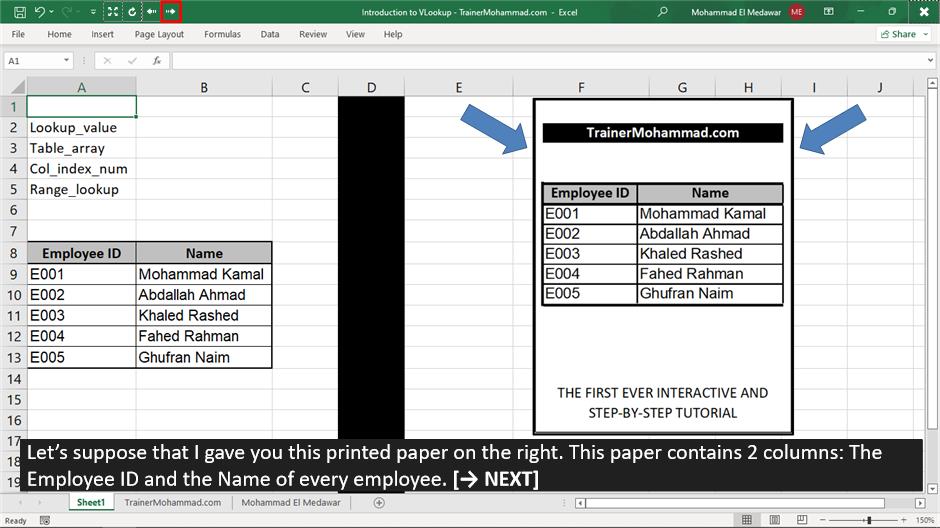 Introduction to VLookup - TrainerMohammad.com - Excel
Mohammad El Medawar ME
File Home Insert Page Layout Formulas Data Review View Help Share
A1 fx
A B C D E F G H I J
1
2 Lookup_value
3 Table_array
4 Col_index_num
5 Range_lookup
6
7
8 Employee ID Name
9 E001 Mohammad Kamal
10 E002 Abdallah Ahmad
11 E003 Khaled Rashed
12 E004 Fahed Rahman
13 E005 Ghufran Naim
14
15
16
17
18
19
TrainerMohammad.com
Employee ID Name
E001 Mohammad Kamal
E002 Abdallah Ahmad
E003 Khaled Rashed
E004 Fahed Rahman
E005 Ghufran Naim
THE FIRST EVER INTERACTIVE AND
STEP-BY-STEP TUTORIAL
Let’s suppose that I gave you this printed paper on the right. This paper contains 2 columns: The
Employee ID and the Name of every employee. [→ NEXT]
Sheet1 TrainerMohammad.com Mohammad El Medawar
Ready 150%